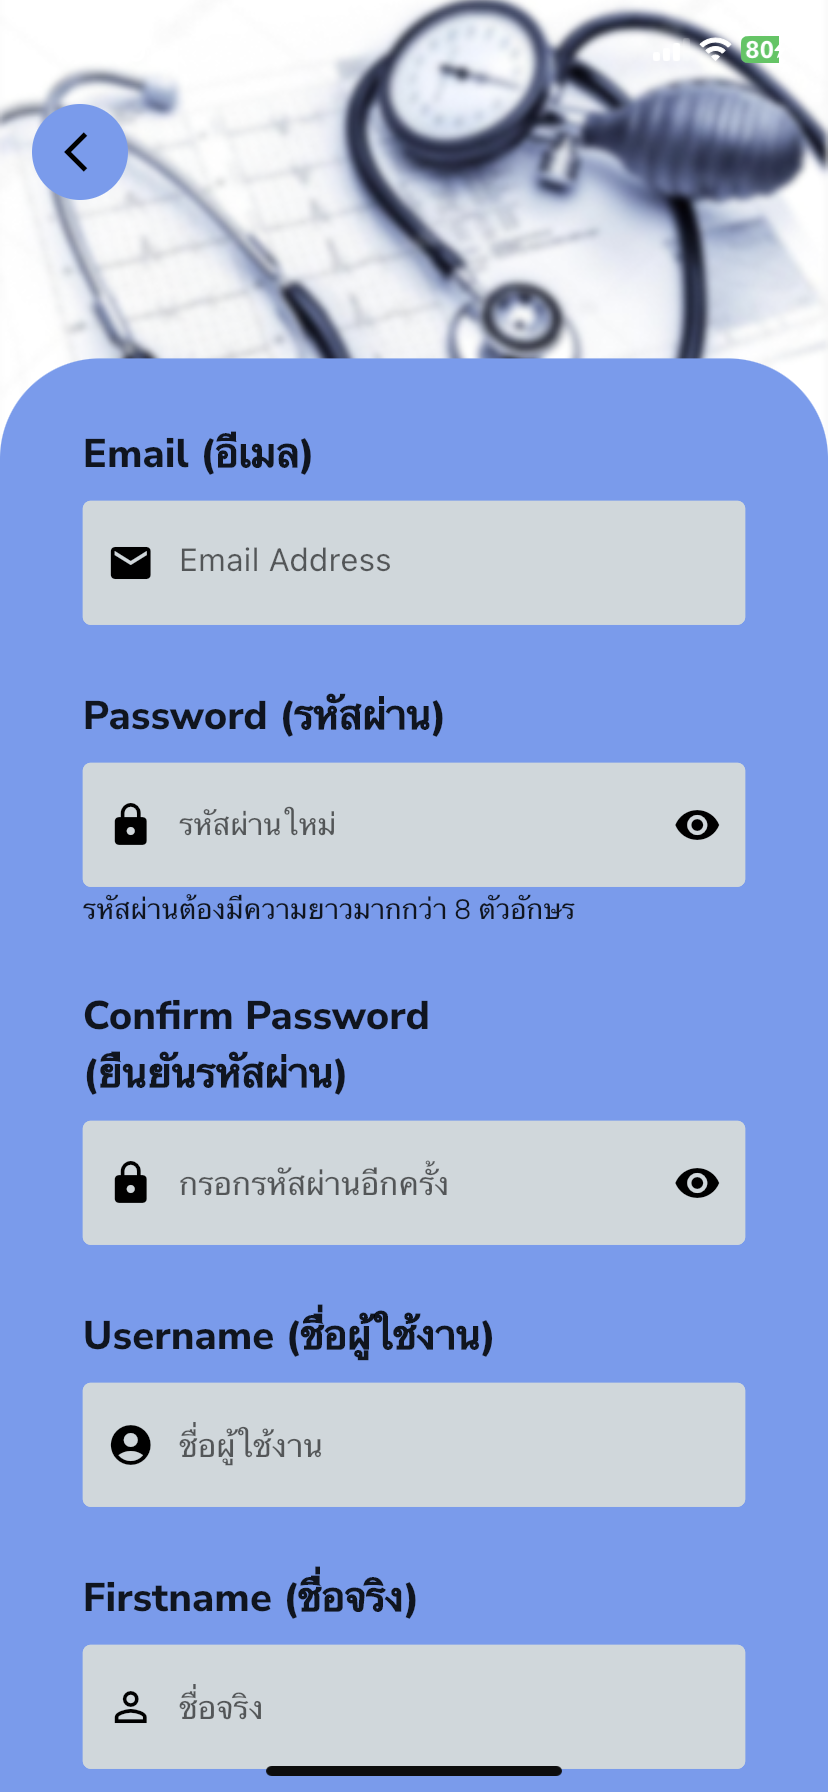 80
Email (อีเมล)
Email Address
Password (รหัสผ่าน)
รหัสผ่านใหม่
รหัสผ่านต้องมีความยาวมากกว่า 8 ตัวอักษร
Confirm Password
(ยืนยันรหัสผ่าน)
กรอกรหัสผ่านอีกครั้ง
Username (ชื่อผู้ใช้งาน)
ชื่อผู้ใช้งาน
Firstname (ชื่อจริง)
ชื่อจริง